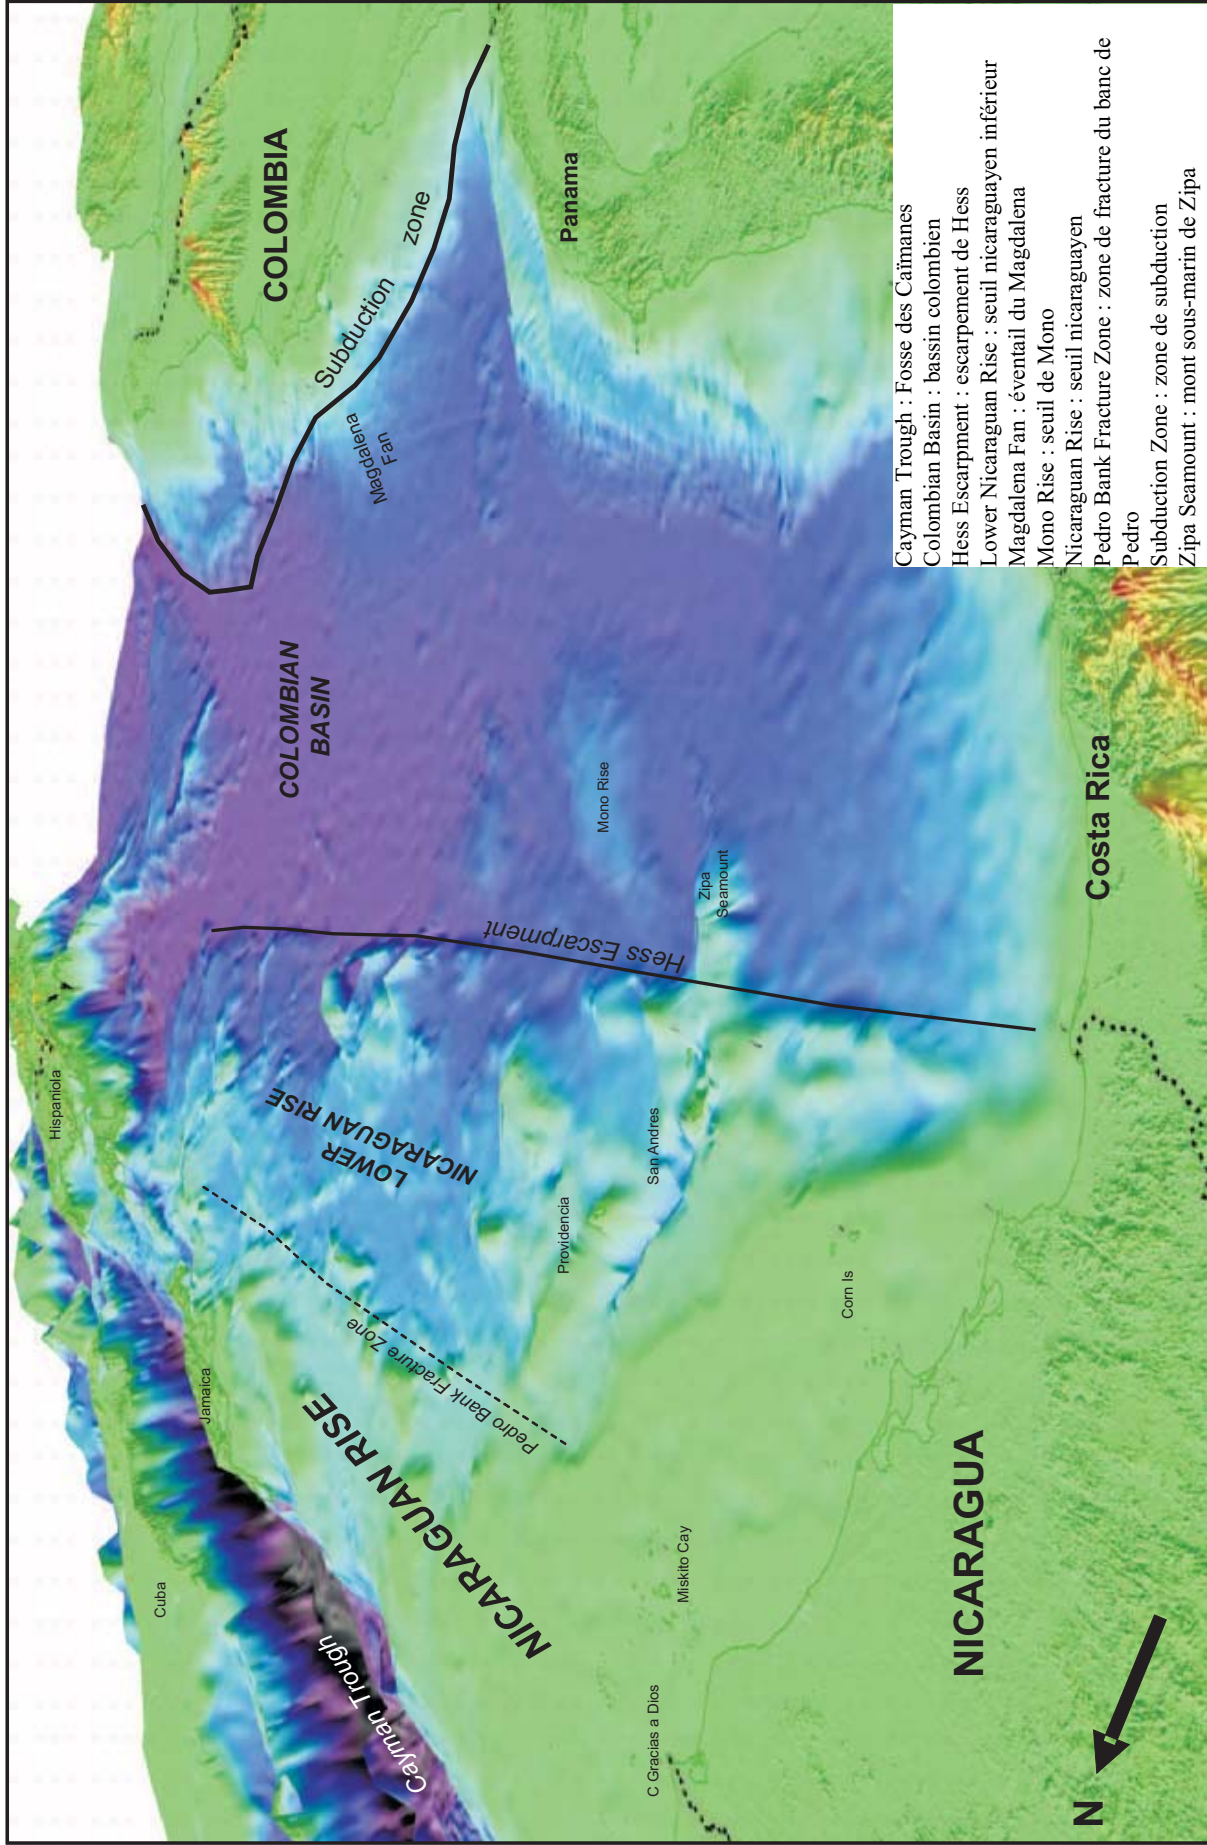 Cuba
Hispaniola
Jamaica
Cayman Trough
NICARAGUAN RISE
Pedro Bank Fracture Zone
LOWER
NICARAGUAN RISE
COLOMBIAN
BASIN
COLOMBIA
Subduction
zone
Magdalena
Fan
Panama
Hess Escarpment
Mono Rise
Zipa
Seamount
Providencia
San Andres
Corn Is
Miskito Cay
C Gracias a Dios
NICARAGUA
Costa Rica
N
Cayman Trough : Fosse des Caïmanes
Colombian Basin : bassin colombien
Hess Escarpment : escarpement de Hess
Lower Nicaraguan Rise : seuil nicaraguayen inférieur
Magdalena Fan : éventail du Magdalena
Mono Rise : seuil de Mono
Nicaraguan Rise : seuil nicaraguayen
Pedro Bank Fracture Zone : zone de fracture du banc de
Pedro
Subduction Zone : zone de subduction
Zipa Seamount : mont sous-marin de Zipa